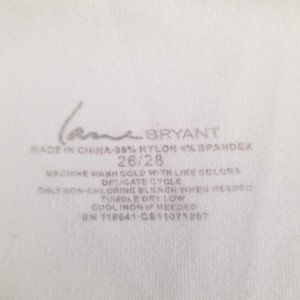 Lane BRYANT
MADE IN CHINA 96% NYLON 4% SPANDEX
26/28
MACHINE WASH COLD WITH LIKE COLORS
DELICATE CYCLE
ONLY NON-CHLORINE BLEACH WHEN NEEDED
TUMBLE DRY LOW
COOL IRON IF NEEDED